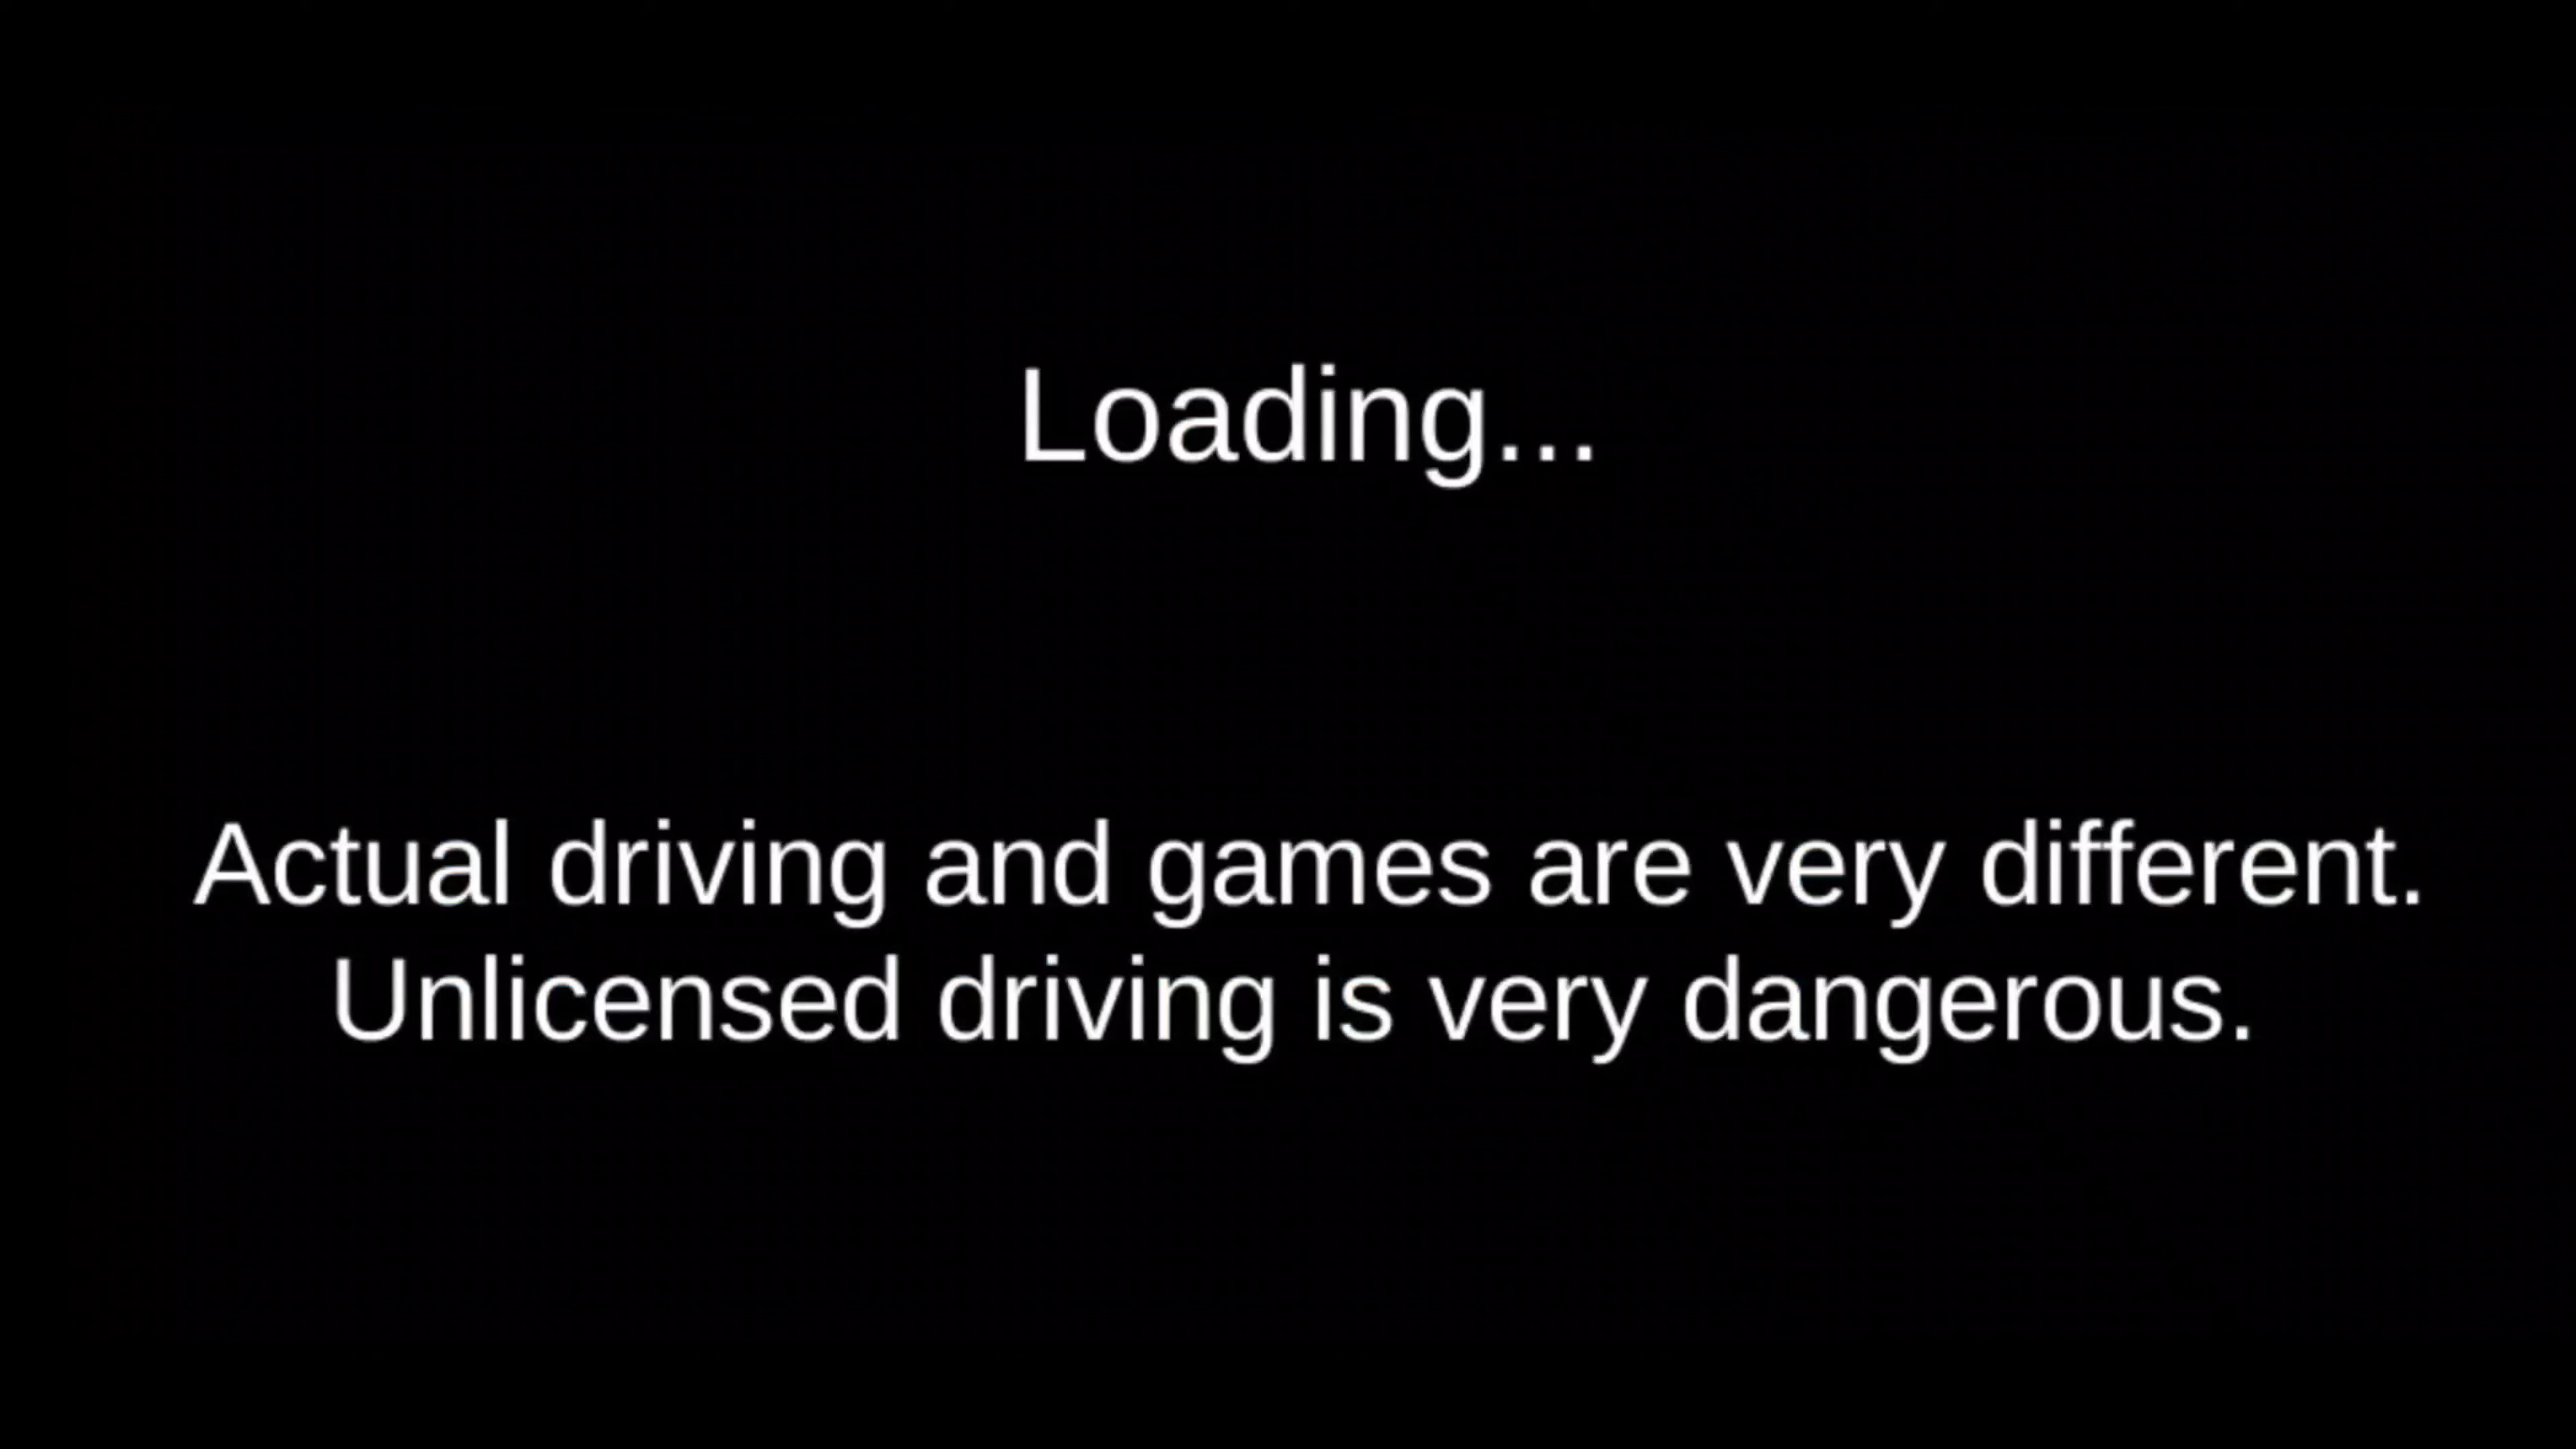 Loading...
Actual driving and games are very different.
Unlicensed driving is very dangerous.